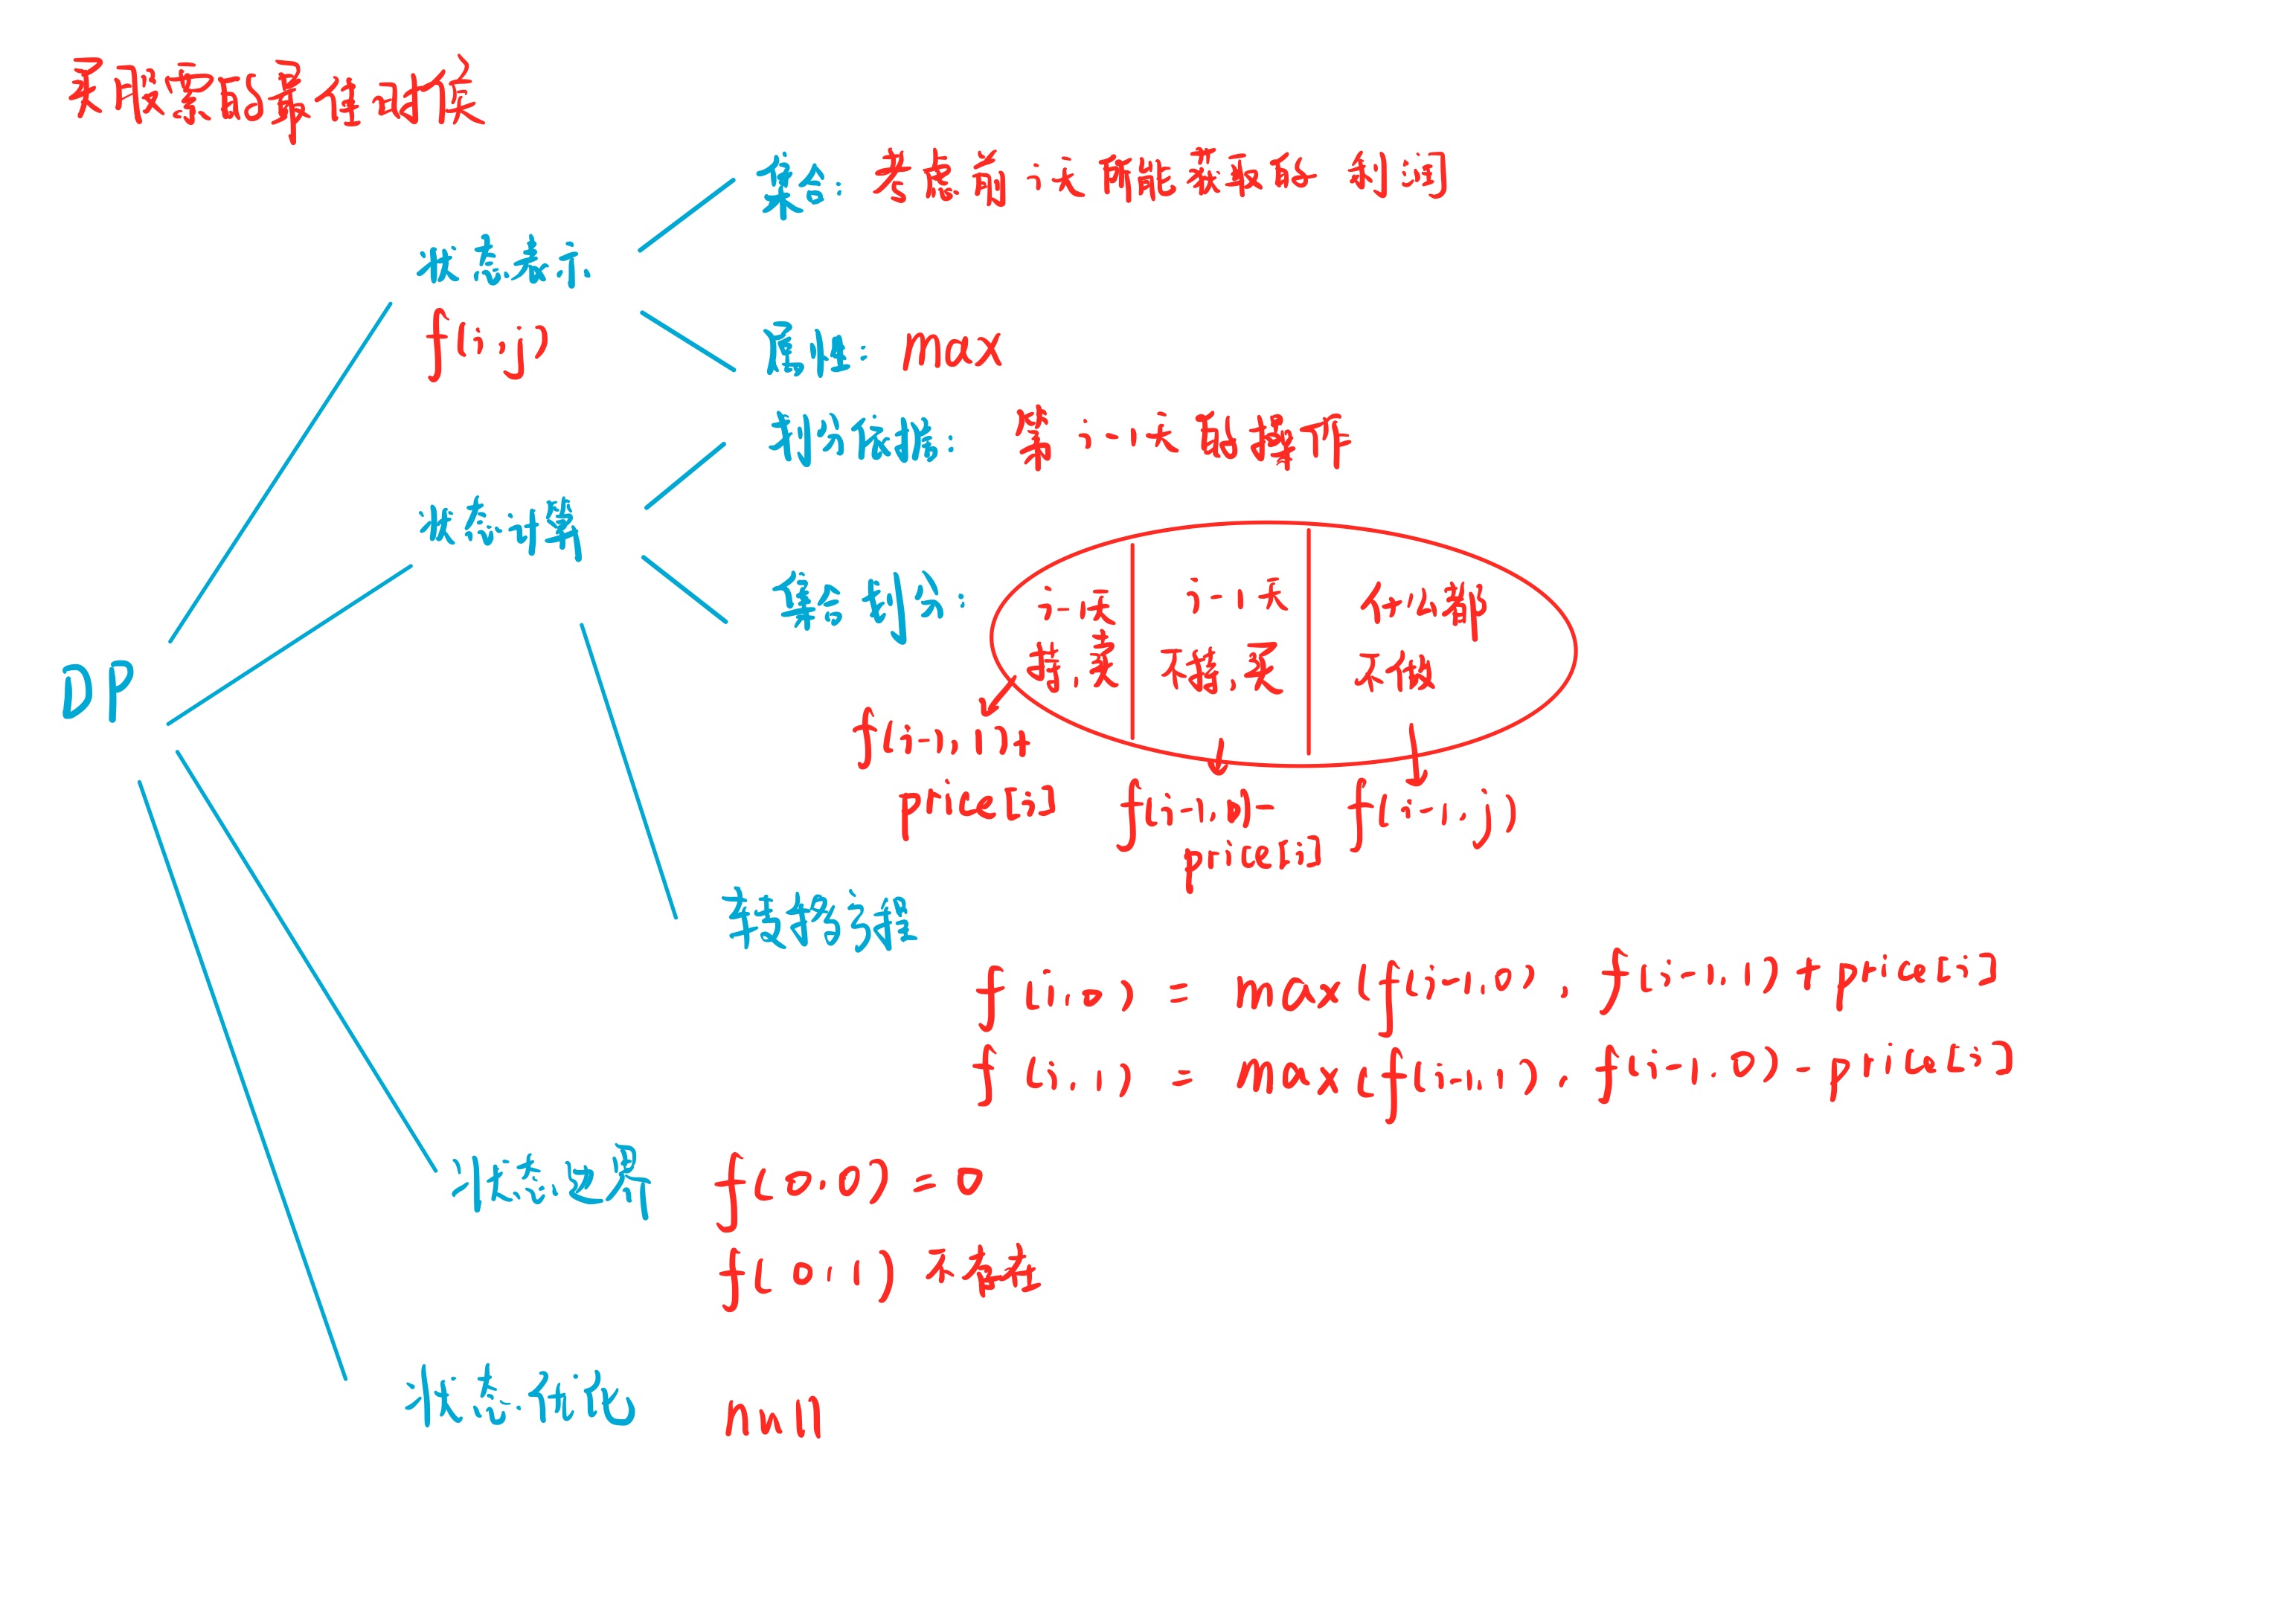 买股票的最佳时候
集合: 考虑前 i 天所能获取的 利润
状态表示
f(i,j)
属性: max
划分依据: 第 i-1天的操作
状态计算
集合划分:
i-1天
持,卖
i-1天
不持,买
什么都
不做
f(i-1,1)+
price[i]
f(i-1,0)-
price[i]
f(i-1,j)
DP
转移方程
f(i,0) = max(f(i-1,0), f(i-1,1)+price[i]
f(i,1) = max(f(i-1,1), f(i-1,0)-price[i]
状态边界 f(0,0)=0
f(0,1) 不存在
状态优化 null